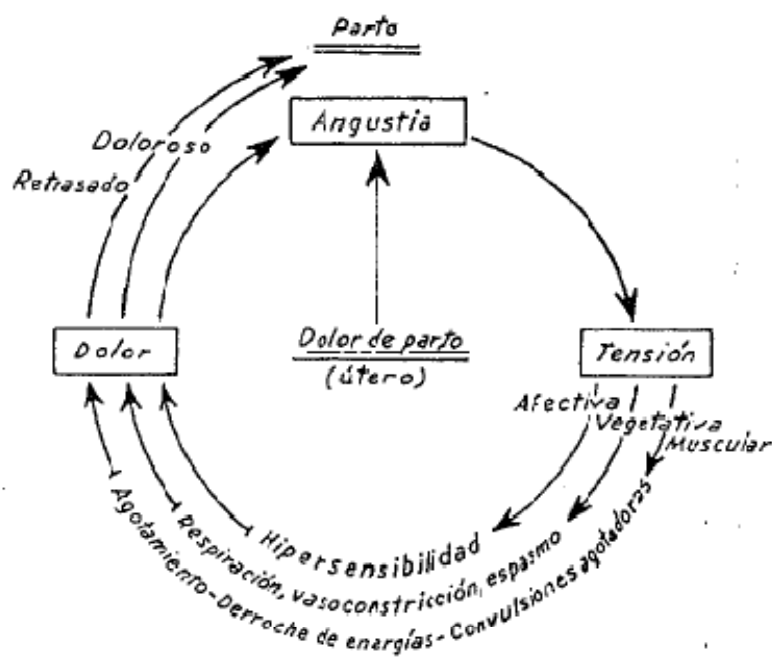 Parto
Angustia
Doloroso
Retrasado
Dolor
Dolor de parto
(útero)
Tensión
Afectiva
Vegetativa
Muscular
Hipersensibilidad
Respiración, vasoconstricción, espasmo
Agotamiento-Derroche de energías-Convulsiones agotadoras